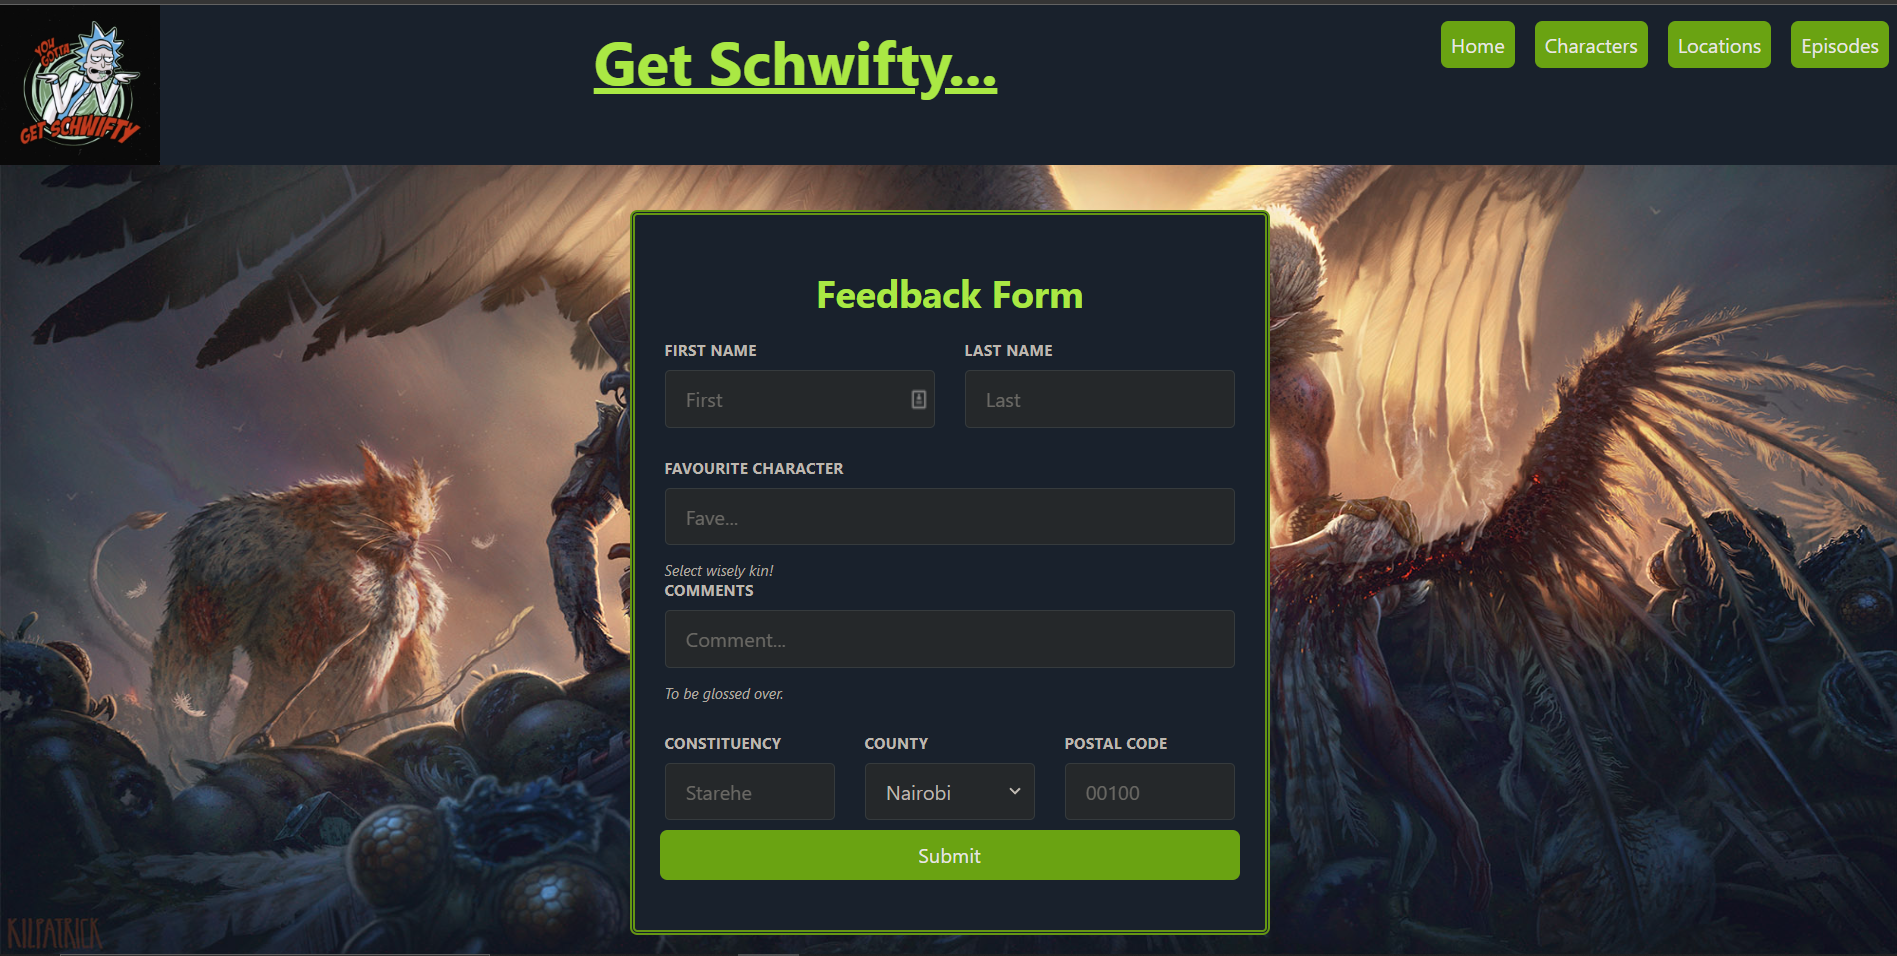 YOU
GOTTA
GET SCHWIFTY
Get Schwifty...
Home Characters Locations Episodes
Feedback Form
FIRST NAME LAST NAME
First Last
FAVOURITE CHARACTER
Fave...
Select wisely kin!
COMMENTS
Comment...
To be glossed over.
CONSTITUENCY COUNTY POSTAL CODE
Starehe Nairobi 00100
Submit
KILPATRICK